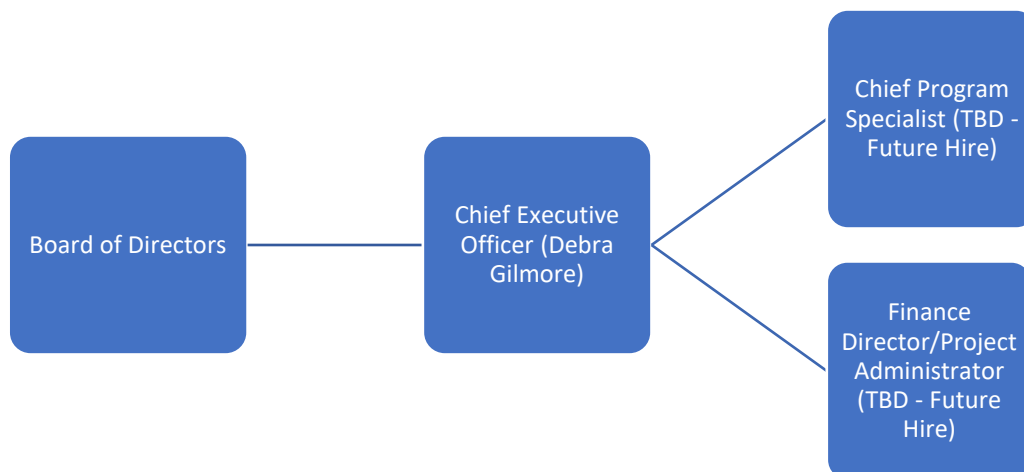 Board of Directors
Chief Executive
Officer (Debra
Gilmore)
Chief Program
Specialist (TBD -
Future Hire)
Finance
Director/Project
Administrator
(TBD - Future
Hire)